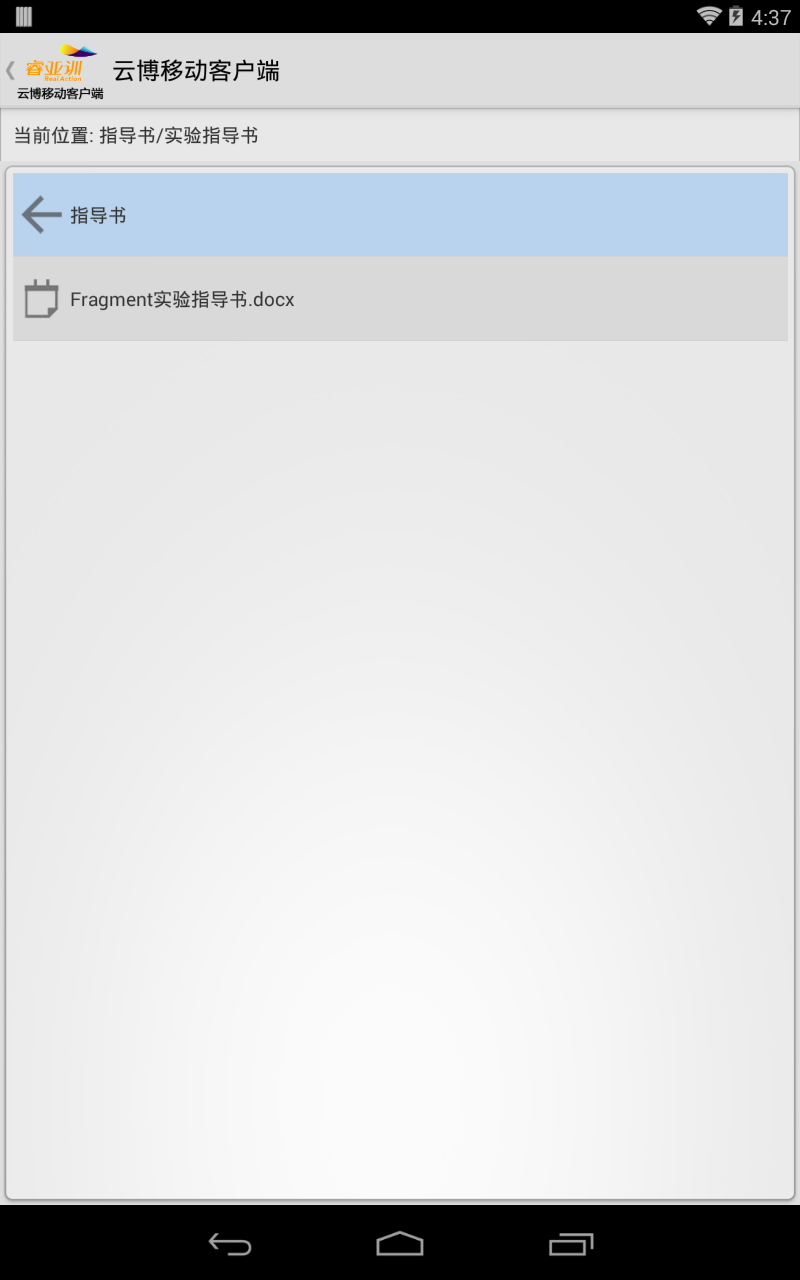 4:37
睿亚训
Real Action
云博移动客户端
云博移动客户端
当前位置: 指导书/实验指导书
指导书
Fragment实验指导书.docx